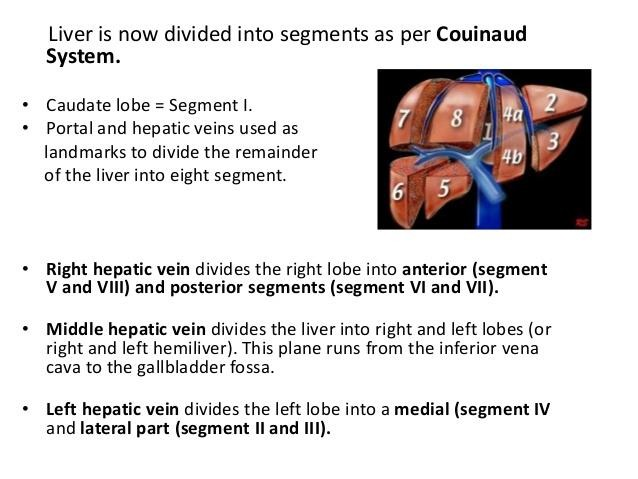 Liver is now divided into segments as per Couinaud
System.
• Caudate lobe = Segment I.
• Portal and hepatic veins used as
landmarks to divide the remainder
of the liver into eight segment.
7
8
1
4a
2
3
4b
6
5
• Right hepatic vein divides the right lobe into anterior (segment
V and VIII) and posterior segments (segment VI and VII).
• Middle hepatic vein divides the liver into right and left lobes (or
right and left hemiliver). This plane runs from the inferior vena
cava to the gallbladder fossa.
• Left hepatic vein divides the left lobe into a medial (segment IV
and lateral part (segment II and III).